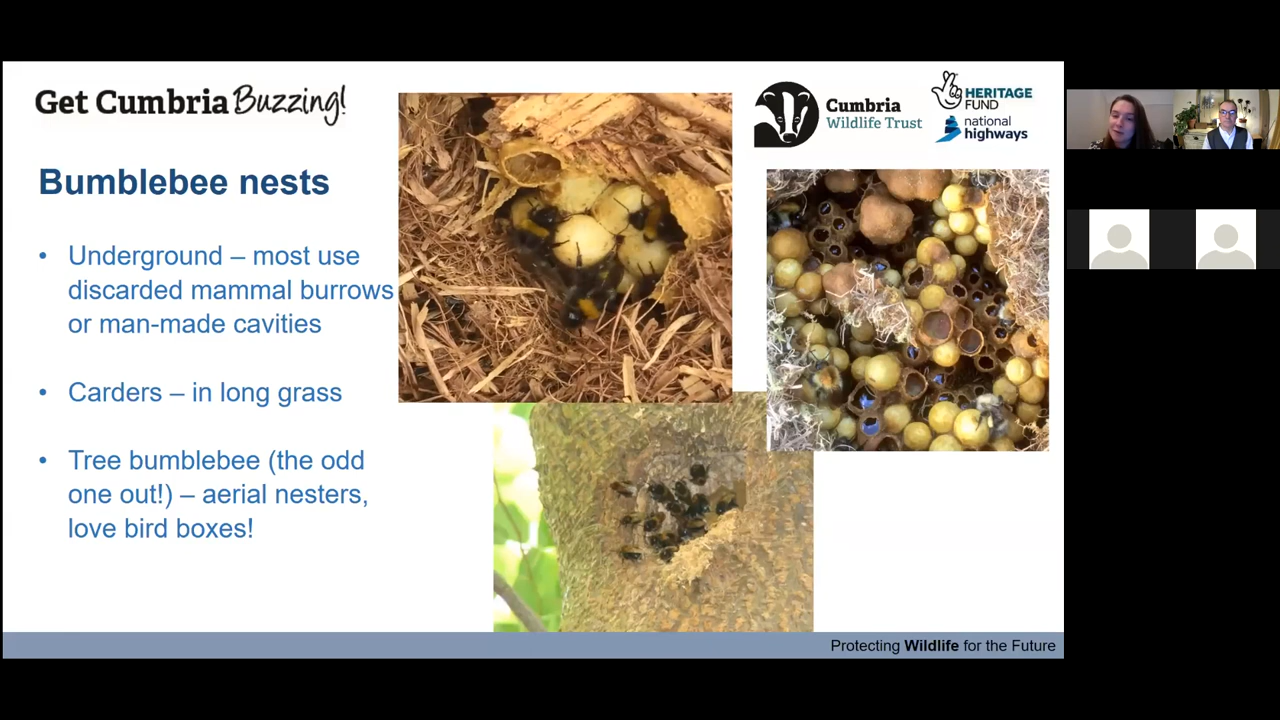 Get Cumbria Buzzing!
Cumbria
Wildlife Trust
HERITAGE
FUND
national
highways
Bumblebee nests
• Underground – most use
discarded mammal burrows
or man-made cavities
• Carders – in long grass
• Tree bumblebee (the odd
one out!) – aerial nesters,
love bird boxes!
Protecting Wildlife for the Future